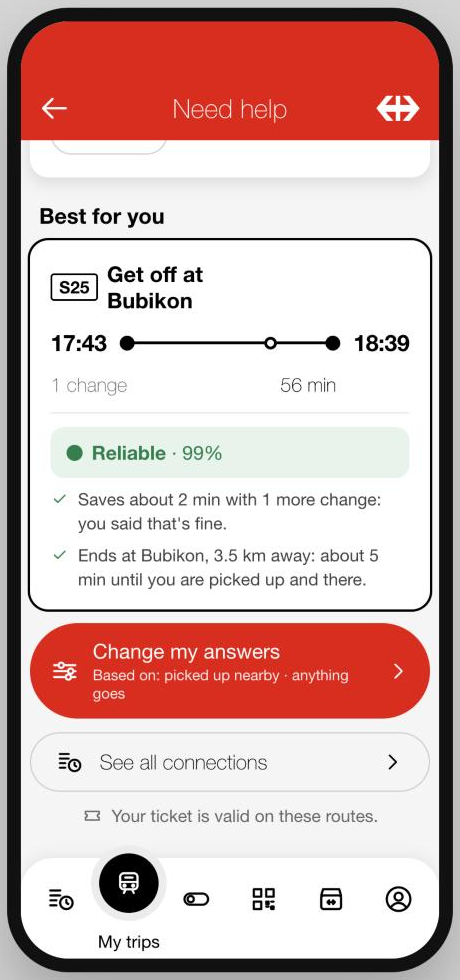 Need help
Best for you
S25
Get off at
Bubikon
17:43
18:39
1 change
56 min
Reliable · 99%
Saves about 2 min with 1 more change:
you said that's fine.
Ends at Bubikon, 3.5 km away: about 5
min until you are picked up and there.
Change my answers
Based on: picked up nearby · anything
goes
See all connections
Your ticket is valid on these routes.
My trips